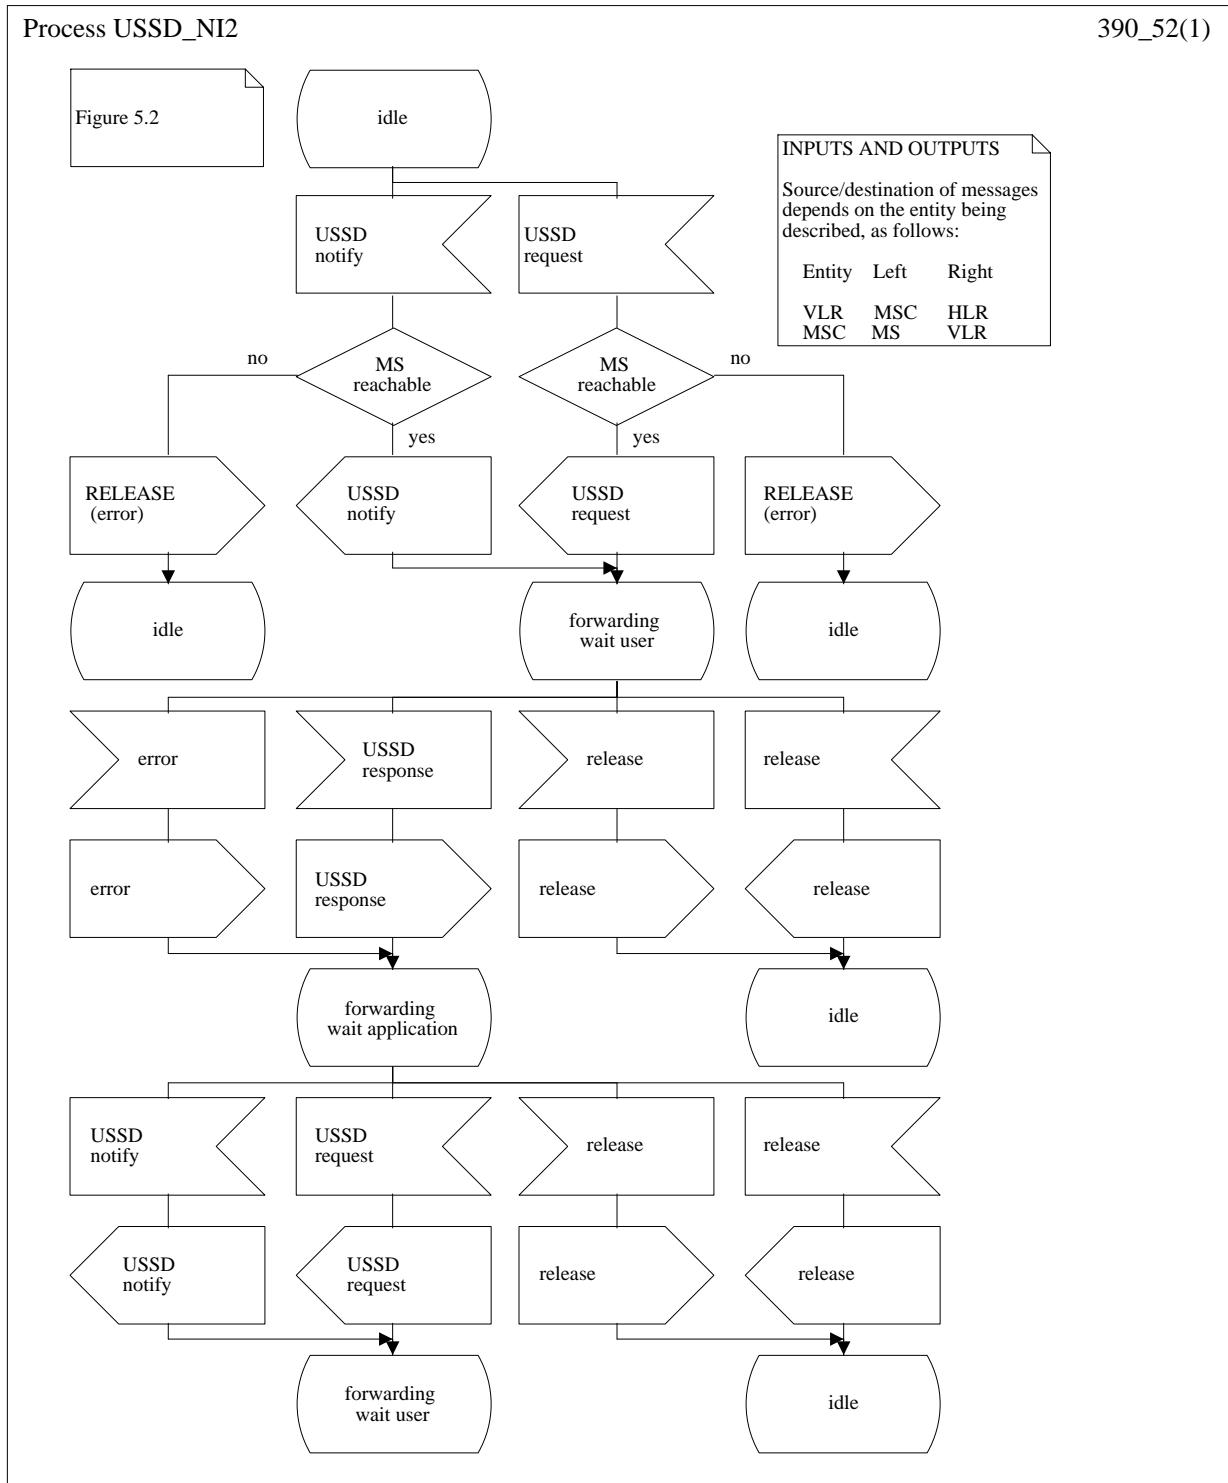 Process USSD_NI2
390_52(1)
Figure 5.2
idle
INPUTS AND OUTPUTS
Source/destination of messages
depends on the entity being
described, as follows:
Entity Left Right
VLR MSC HLR
MSC MS VLR
USSD
notify
USSD
request
MS
reachable
MS
reachable
no
no
yes
yes
RELEASE
(error)
USSD
notify
USSD
request
RELEASE
(error)
idle
forwarding
wait user
idle
error
USSD
response
release
release
error
USSD
response
release
release
forwarding
wait application
idle
USSD
notify
USSD
request
release
release
USSD
notify
USSD
request
release
release
forwarding
wait user
idle